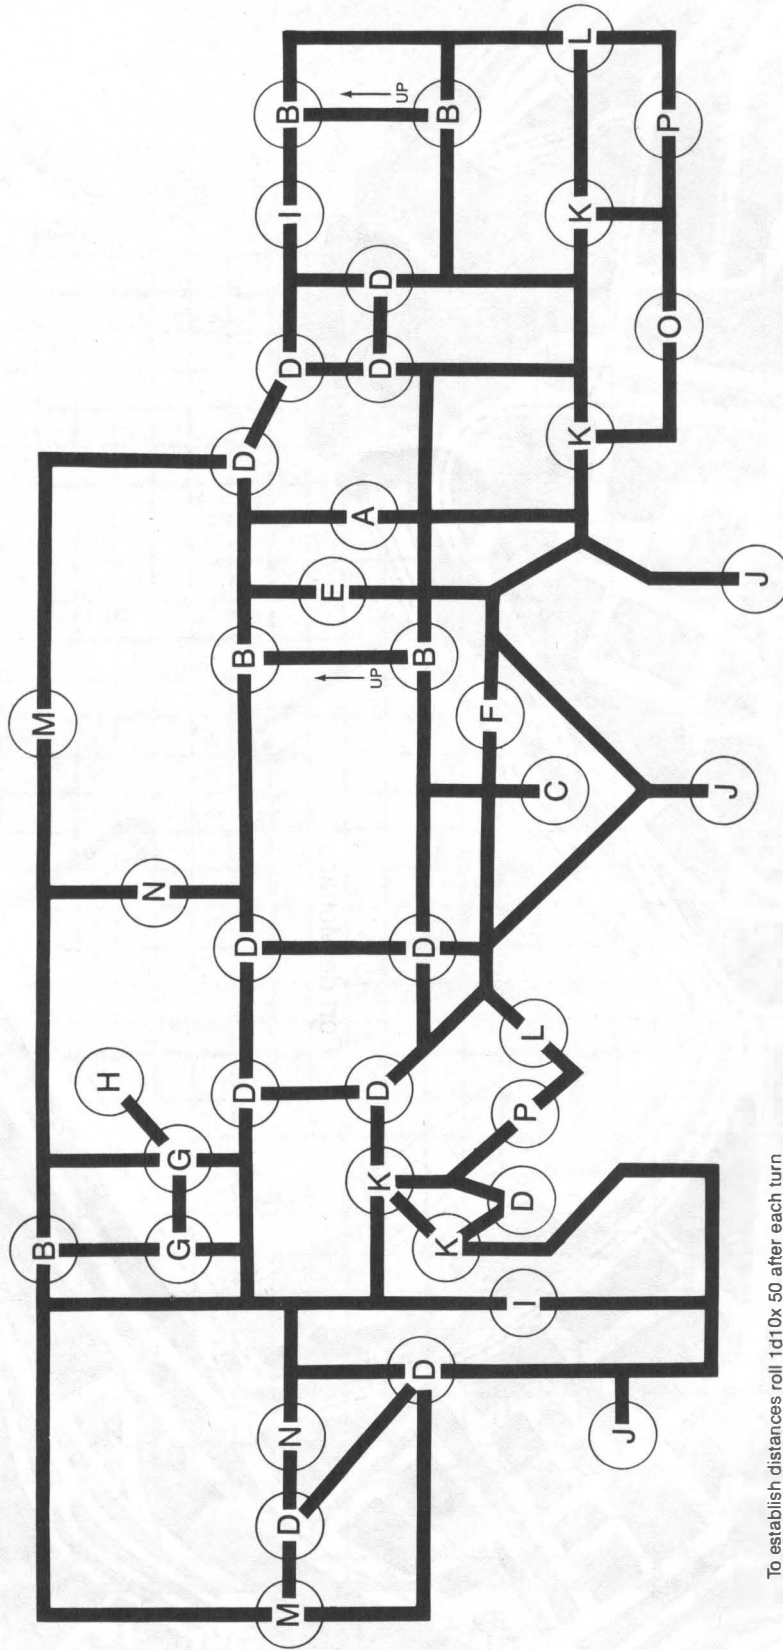 B M
H
N
G G
D D B D
M D N D I B
E
A
UP
K D D D
UP
D D B B
K
F
D P L
C
K K L
J
O P
J
J
To establish distances roll 1d10x 50 after each turn